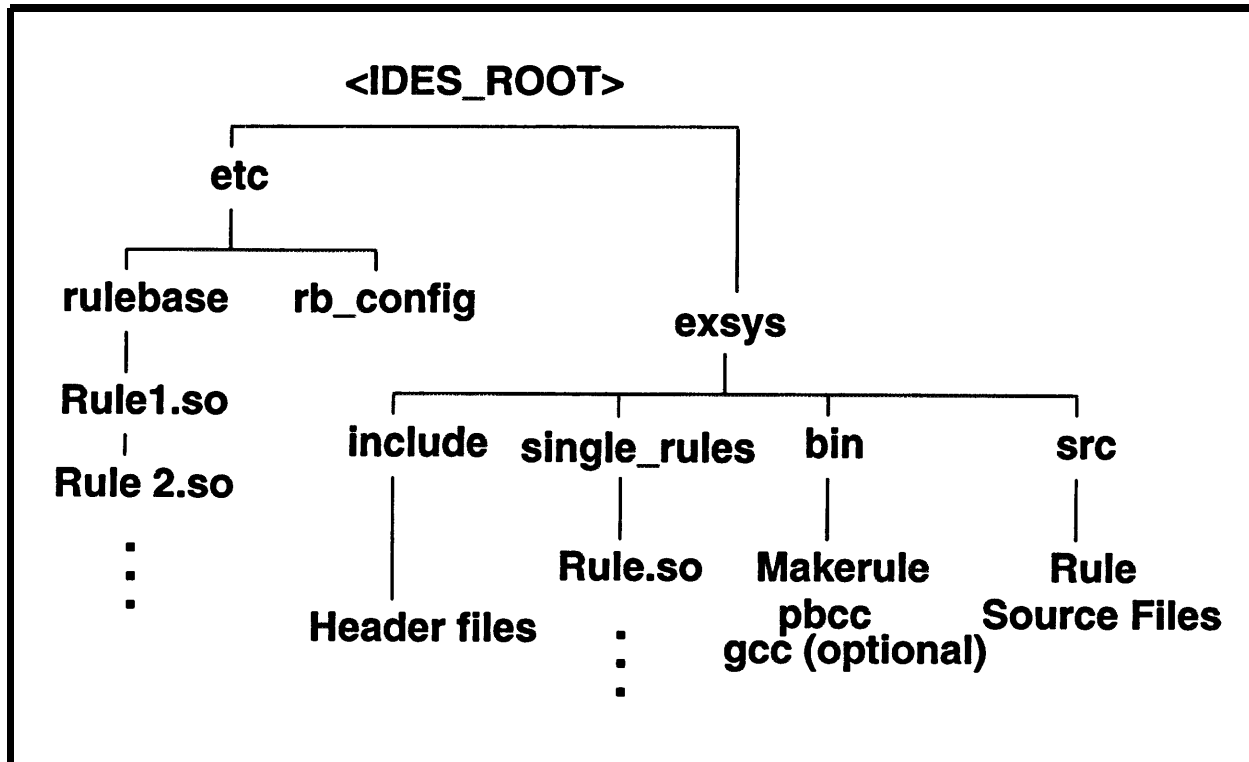 <IDES_ROOT>
etc
rulebase
rb_config
exsys
Rule1.so
Rule 2.so
include
single_rules
bin
src
Header files
Rule.so
Makerule
pbcc
gcc (optional)
Rule
Source Files